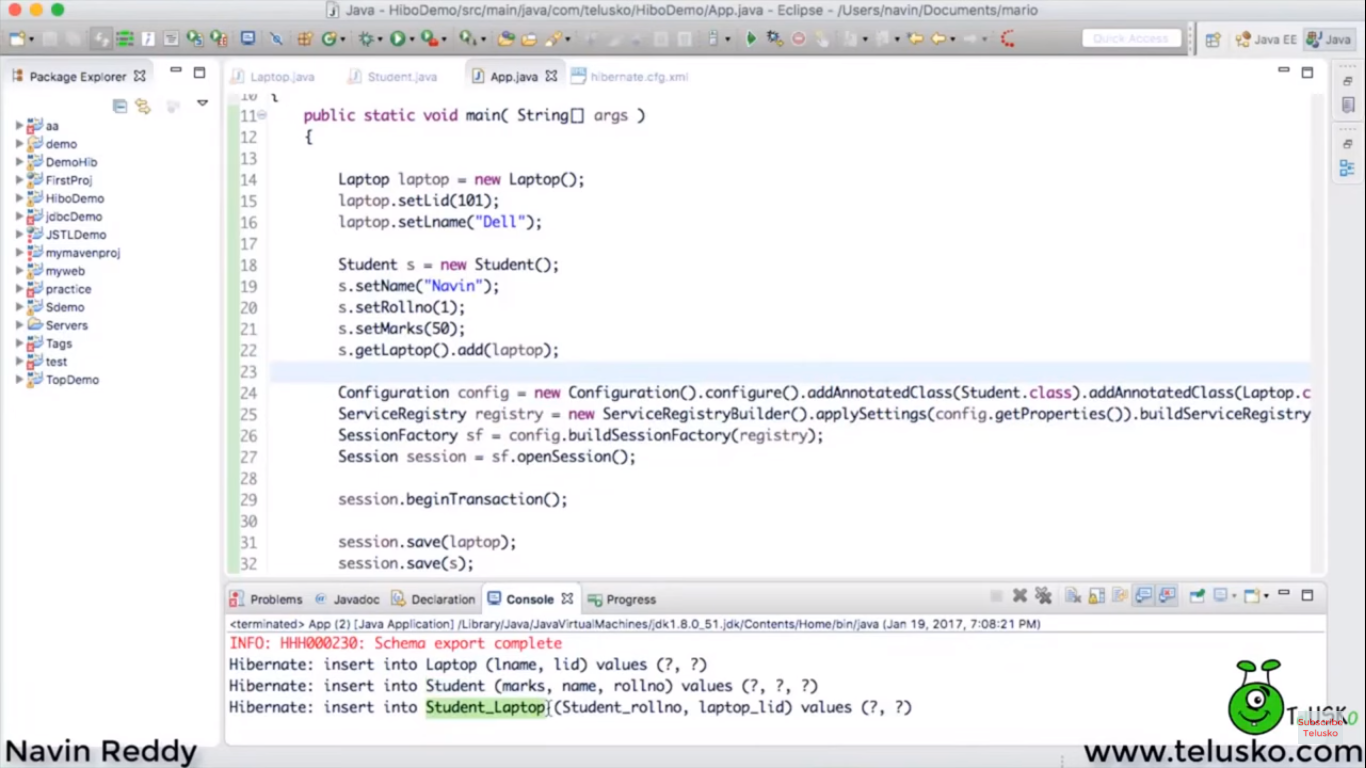 Java - HiboDemo/src/main/java/com/telusko/HiboDemo/App.java - Eclipse - /Users/navin/Documents/mario
Quick Access
Java EE
Java
Package Explorer
aa
demo
DemoHib
FirstProj
HiboDemo
jdbcDemo
JSTLDemo
mymavenproj
myweb
practice
Sdemo
Servers
Tags
test
TopDemo
Laptop.java
Student.java
App.java
hibernate.cfg.xml
10 {
11 public static void main( String[] args )
12 {
13
14 Laptop laptop = new Laptop();
15 laptop.setLid(101);
16 laptop.setLname("Dell");
17
18 Student s = new Student();
19 s.setName("Navin");
20 s.setRollno(1);
21 s.setMarks(50);
22 s.getLaptop().add(laptop);
23
24 Configuration config = new Configuration().configure().addAnnotatedClass(Student.class).addAnnotatedClass(Laptop.c
25 ServiceRegistry registry = new ServiceRegistryBuilder().applySettings(config.getProperties()).buildServiceRegistry
26 SessionFactory sf = config.buildSessionFactory(registry);
27 Session session = sf.openSession();
28
29 session.beginTransaction();
30
31 session.save(laptop);
32 session.save(s);
Problems
@ Javadoc
Declaration
Console
Progress
<terminated> App (2) [Java Application] /Library/Java/JavaVirtualMachines/jdk1.8.0_51.jdk/Contents/Home/bin/java (Jan 19, 2017, 7:08:21 PM)
INFO: HHH000230: Schema export complete
Hibernate: insert into Laptop (lname, lid) values (?, ?)
Hibernate: insert into Student (marks, name, rollno) values (?, ?, ?)
Hibernate: insert into Student_Laptop (Student_rollno, laptop_lid) values (?, ?)
TELUSKO
Subscribe
Telusko
Navin Reddy
www.telusko.com